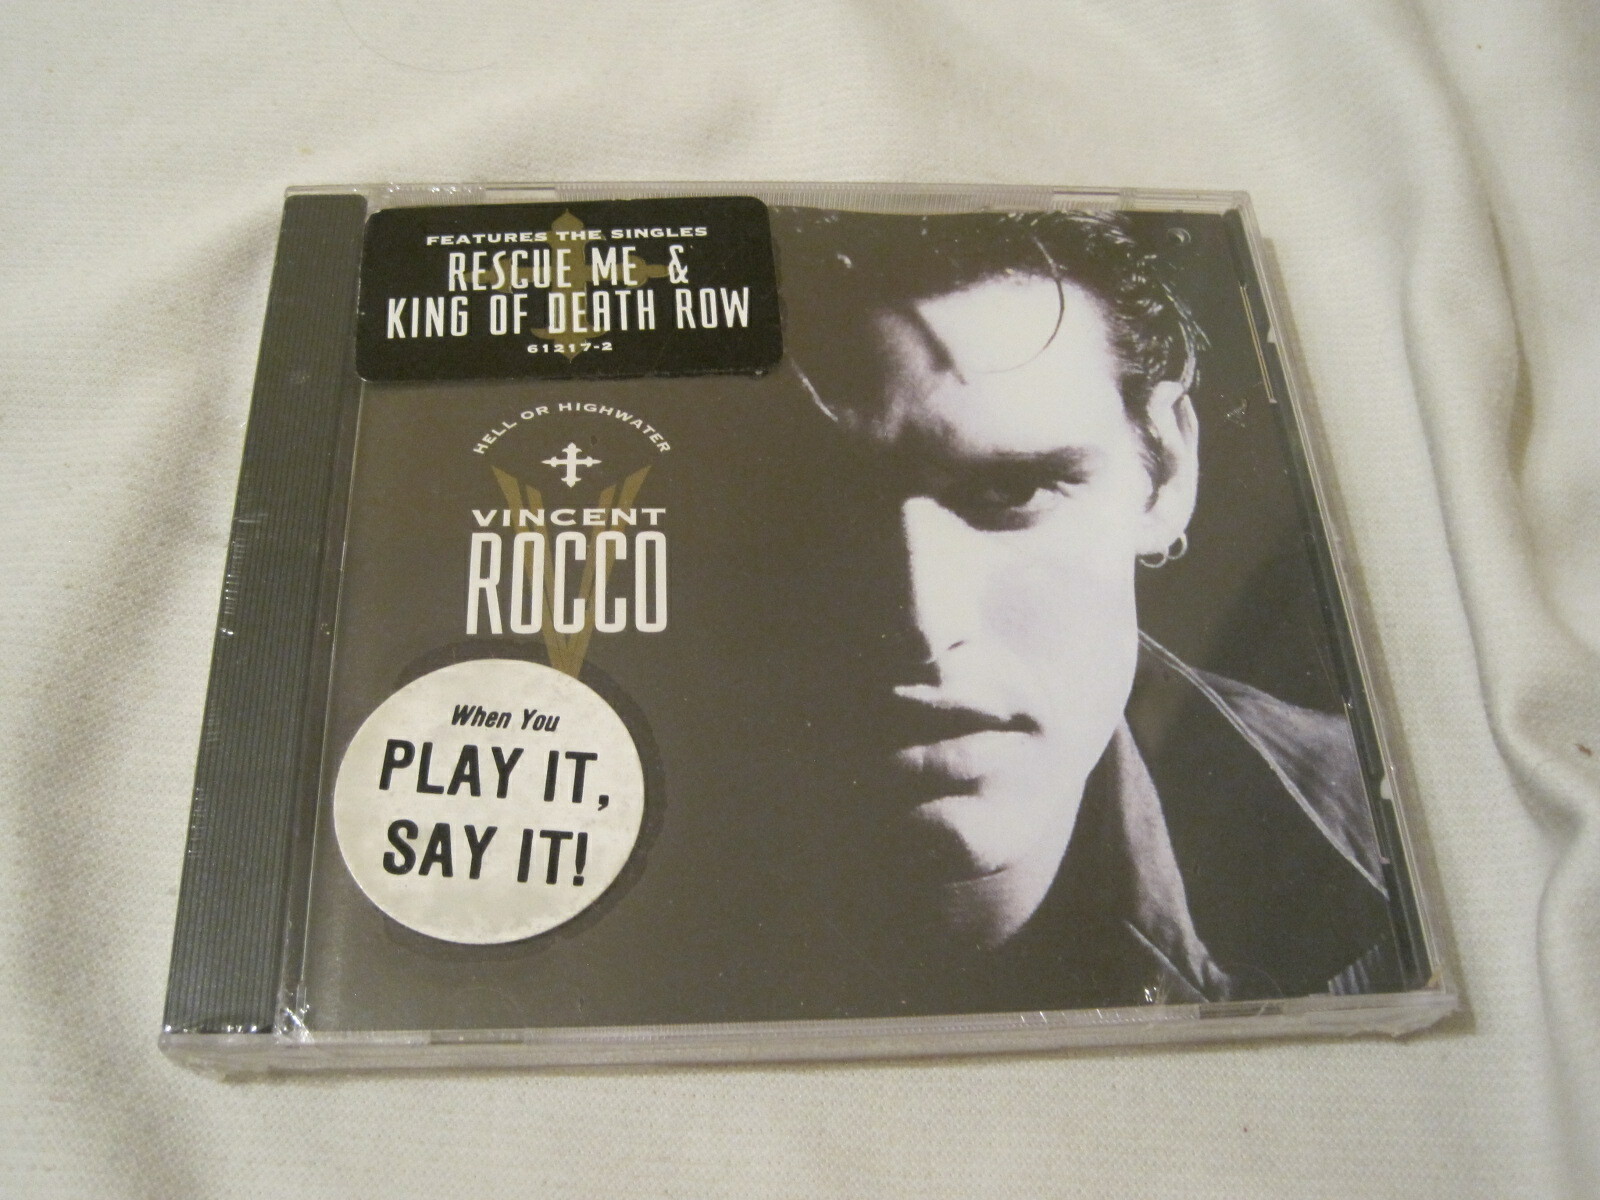 FEATURES THE SINGLES
RESCUE ME &
KING OF DEATH ROW
61217-2
HELL OR HIGHWATER
VINCENT
ROCCO
When You
PLAY IT,
SAY IT!